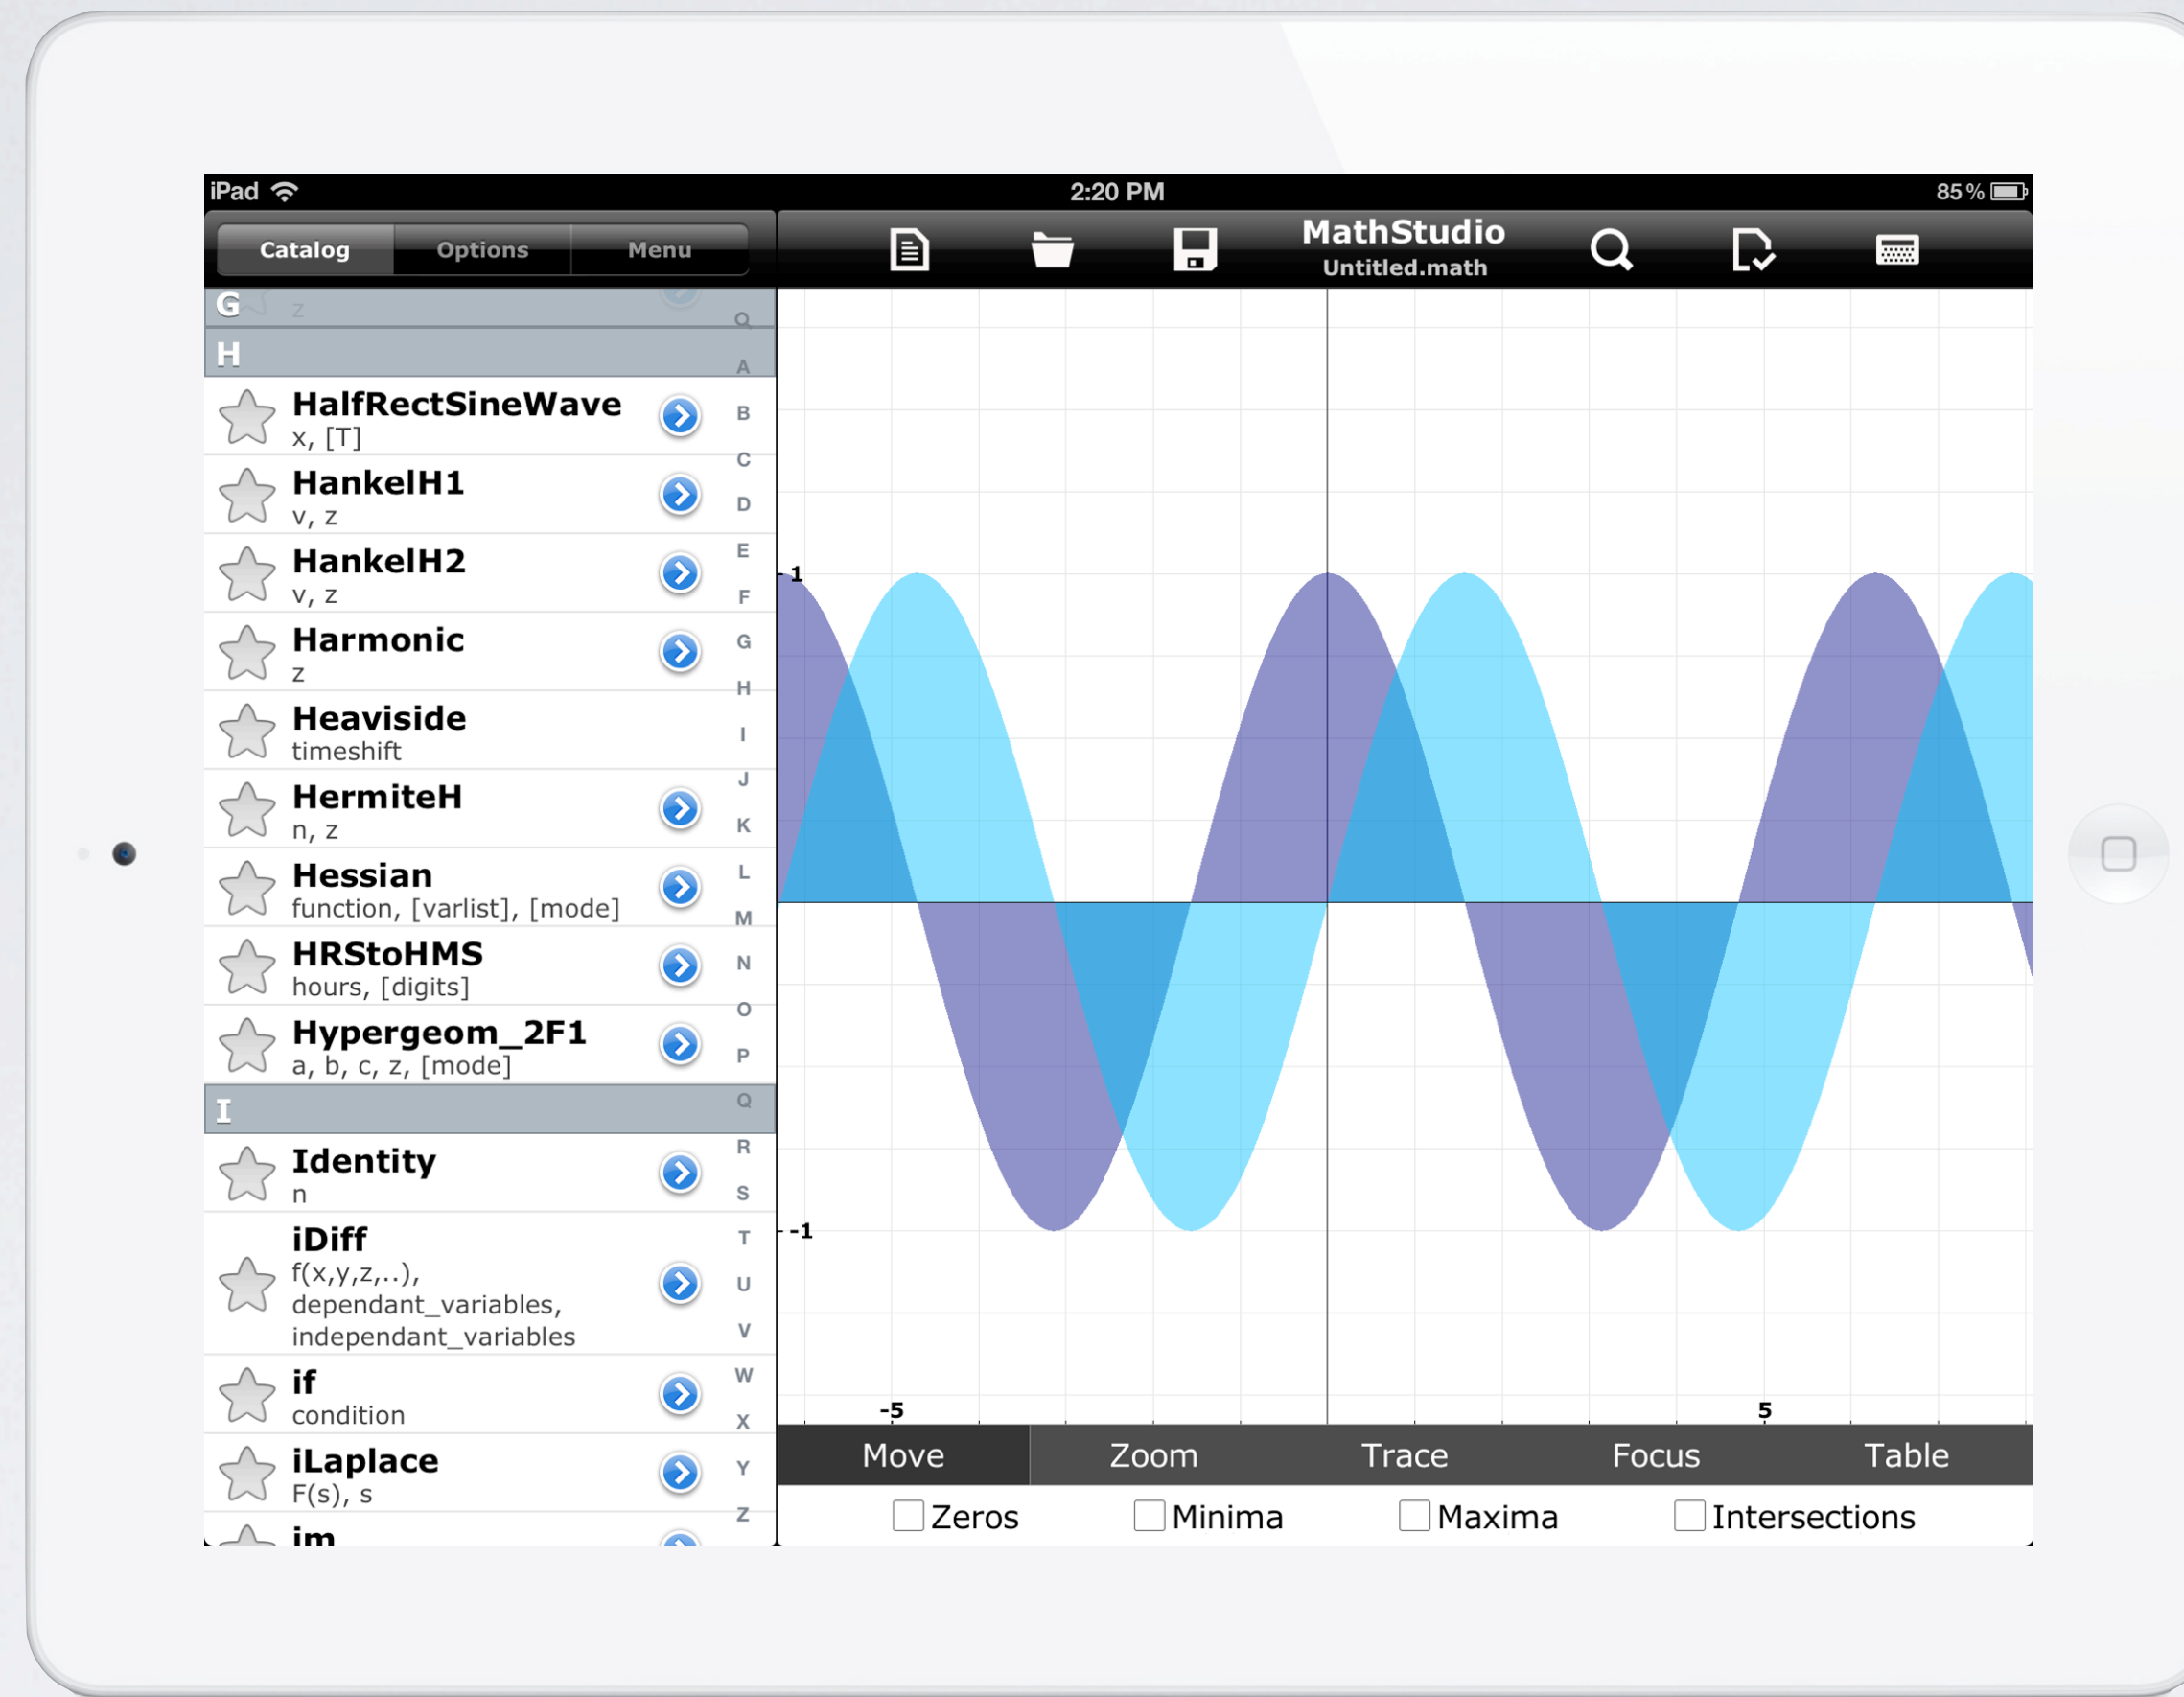 iPad
2:20 PM
85%
Catalog
Options
Menu
MathStudio
Untitled.math
G
z
H
HalfRectSineWave
x, [T]
HankelH1
v, z
HankelH2
v, z
Harmonic
z
Heaviside
timeshift
HermiteH
n, z
Hessian
function, [varlist], [mode]
HRStoHMS
hours, [digits]
Hypergeom_2F1
a, b, c, z, [mode]
I
Identity
n
iDiff
f(x,y,z,..),
dependant_variables,
independant_variables
if
condition
iLaplace
F(s), s
im
A
B
C
D
E
F
G
H
I
J
K
L
M
N
O
P
Q
R
S
T
U
V
W
X
Y
Z
1
-1
-5
5
Move
Zoom
Trace
Focus
Table
Zeros
Minima
Maxima
Intersections